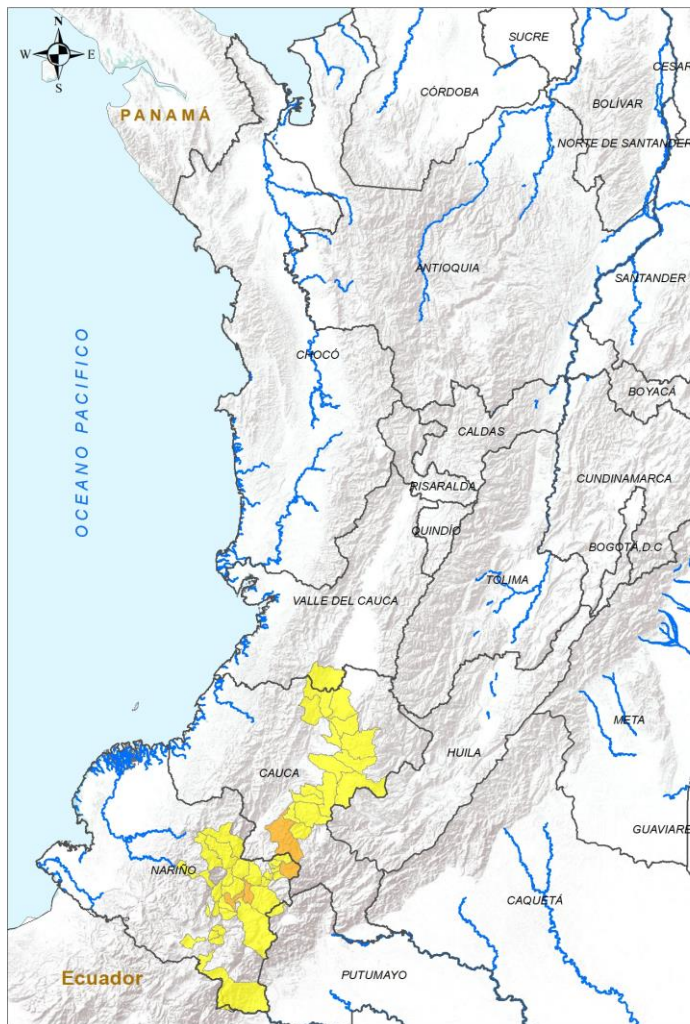 N
W E
S
SUCRE
CESAR
CÓRDOBA
BOLÍVAR
PANAMÁ
NORTE DE SANTANDER
ANTIOQUIA
SANTANDER
OCEANO PACIFICO
CHOCÓ
BOYACÁ
CALDAS
CUNDINAMARCA
RISARALDA
QUINDÍO
BOGOTÁ,D.C
TOLIMA
VALLE DEL CAUCA
META
HUILA
CAUCA
GUAVIARE
NARIÑO
CAQUETÁ
PUTUMAYO
Ecuador